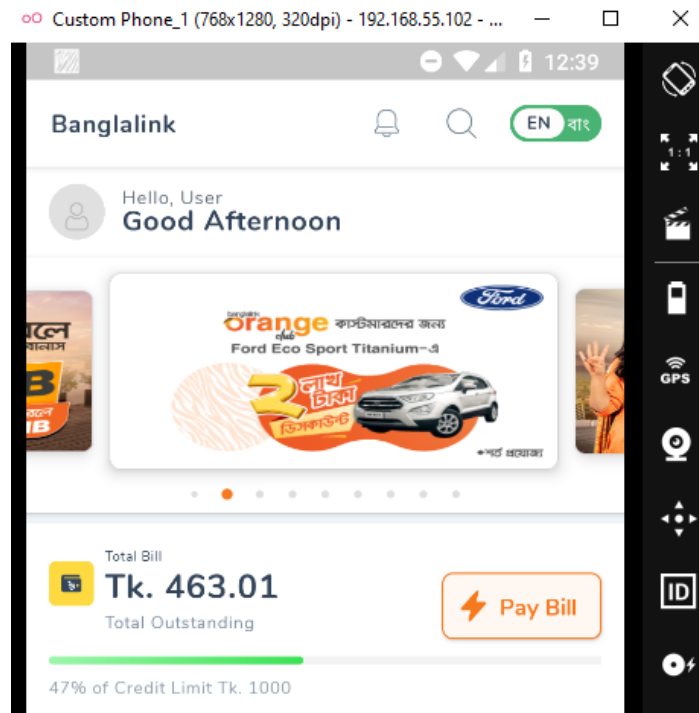 Custom Phone_1 (768x1280, 320dpi) - 192.168.55.102 - ...
12:39
Banglalink
EN বাং
Hello, User
Good Afternoon
Ford
banglalink
orange club কাস্টমারদের জন্য
Ford Eco Sport Titanium-এ
২ লাখ টাকা
ডিসকাউন্ট
*শর্ত প্রযোজ্য
Total Bill
Tk. 463.01
Total Outstanding
Pay Bill
47% of Credit Limit Tk. 1000
1:1
GPS
ID